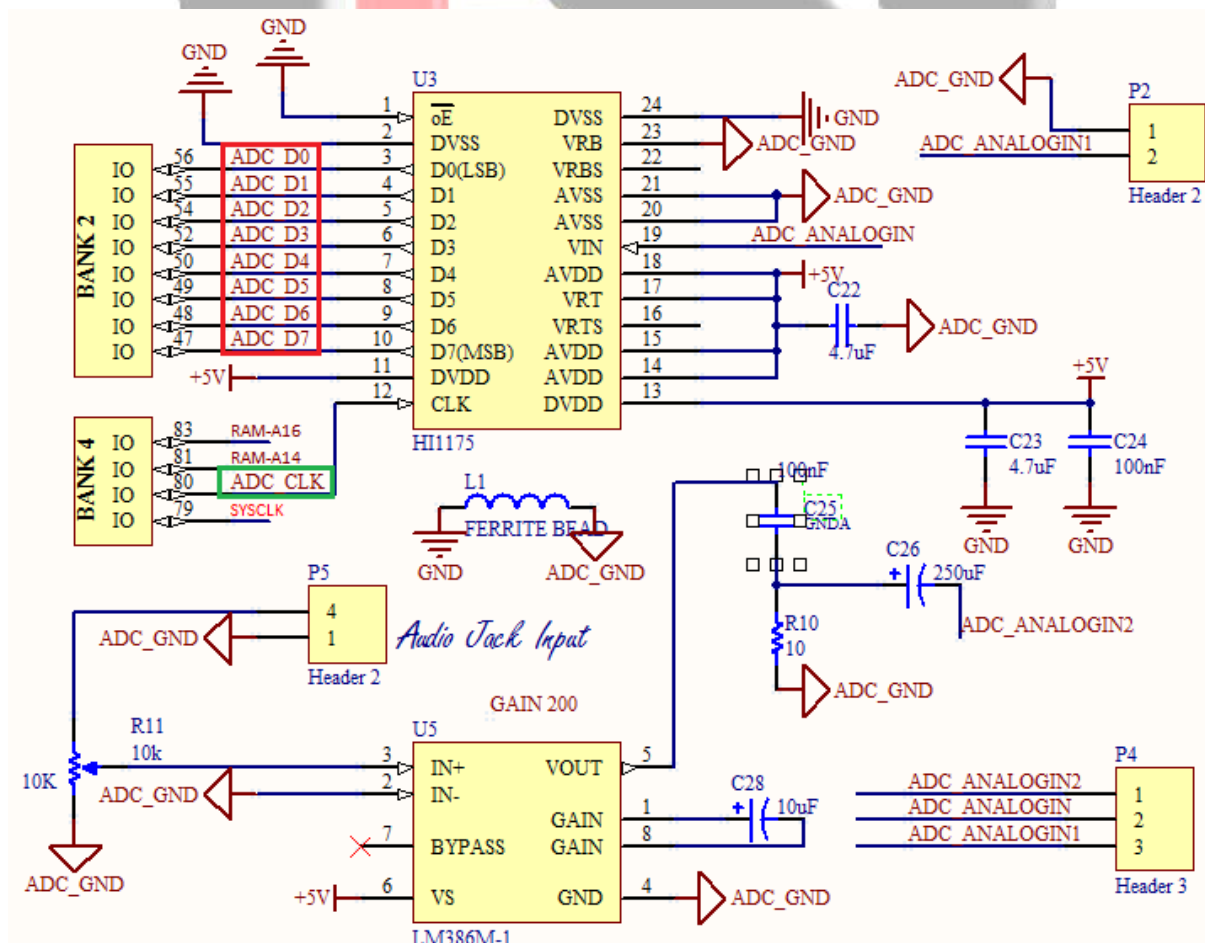 GND
GND
U3
1 oE
2 DVSS
3 D0(LSB)
4 D1
5 D2
6 D3
7 D4
8 D5
9 D6
10 D7(MSB)
11 DVDD
12 CLK
DVSS 24
VRB 23
VRBS 22
AVSS 21
AVSS 20
VIN 19
AVDD 18
VRT 17
VRTS 16
AVDD 15
AVDD 14
DVDD 13
HI1175
BANK 2
IO 56 ADC_D0
IO 55 ADC_D1
IO 54 ADC_D2
IO 52 ADC_D3
IO 50 ADC_D4
IO 49 ADC_D5
IO 48 ADC_D6
IO 47 ADC_D7
+5V
BANK 4
IO 83 RAM-A16
IO 81 RAM-A14
IO 80 ADC_CLK
IO 79 SYSCLK
GND
ADC_GND
ADC_GND
ADC_ANALOGIN
+5V
C22
4.7uF
ADC_GND
ADC_GND
P2
1
ADC_ANALOGIN1
2
Header 2
+5V
C23
4.7uF
C24
100nF
GND
GND
L1
FERRITE BEAD
GND
ADC_GND
100nF
C25
GNDA
C26
250uF
ADC_ANALOGIN2
R10
10
ADC_GND
P5
4
ADC_GND
1
Header 2
Audio Jack Input
GAIN 200
R11
10k
10K
ADC_GND
ADC_GND
U5
3 IN+
2 IN-
7 BYPASS
+5V
6 VS
VOUT 5
GAIN 1
GAIN 8
GND 4
LM386M-1
C28
10uF
ADC_GND
P4
ADC_ANALOGIN2 1
ADC_ANALOGIN 2
ADC_ANALOGIN1 3
Header 3